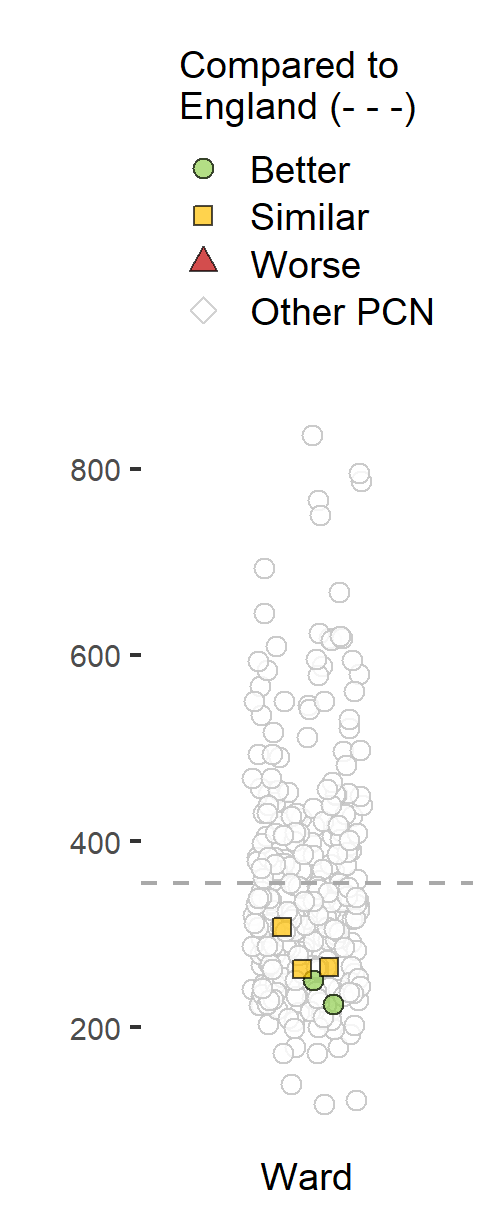 Compared to
England (- - -)
Better
Similar
Worse
Other PCN
800
600
400
200
Ward